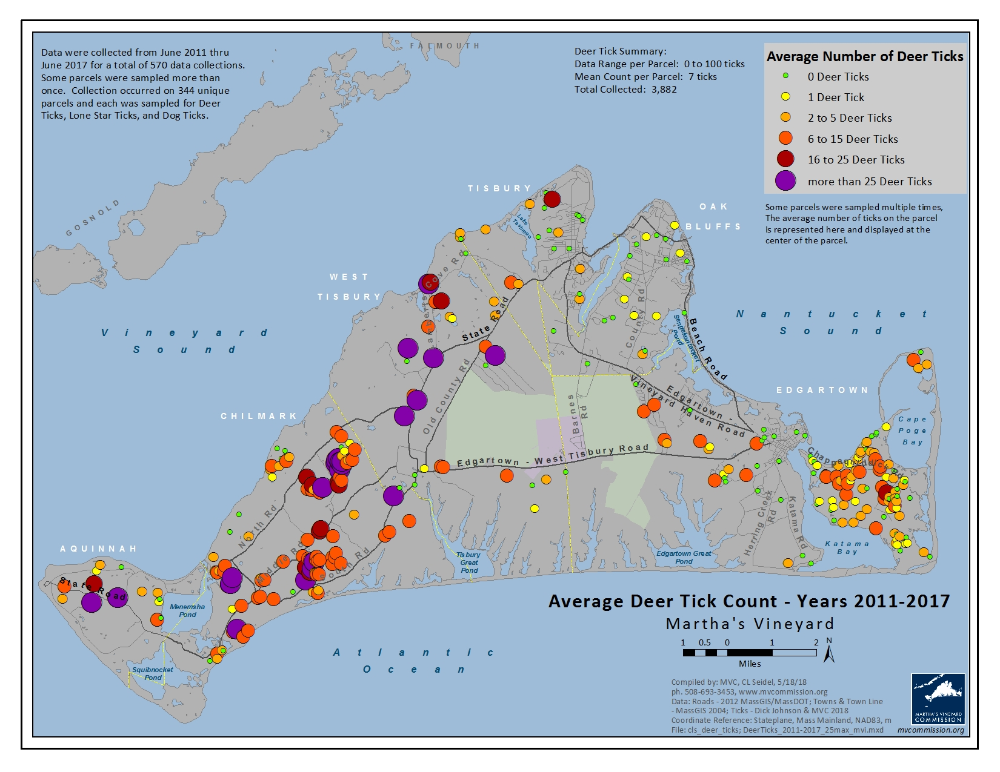 Data were collected from June 2011 thru
June 2017 for a total of 570 data collections.
Some parcels were sampled more than
once. Collection occurred on 344 unique
parcels and each was sampled for Deer
Ticks, Lone Star Ticks, and Dog Ticks.
FALMOUTH
Deer Tick Summary:
Data Range per Parcel: 0 to 100 ticks
Mean Count per Parcel: 7 ticks
Total Collected: 3,882
Average Number of Deer Ticks
0 Deer Ticks
1 Deer Tick
2 to 5 Deer Ticks
6 to 15 Deer Ticks
16 to 25 Deer Ticks
more than 25 Deer Ticks
Some parcels were sampled multiple times,
The average number of ticks on the parcel
is represented here and displayed at the
center of the parcel.
GOSNOLD
TISBURY
OAK
BLUFFS
Lake
Tashmoo
WEST
TISBURY
Lamberts Cove Rd
State Road
County Rd
Sengekontacket
Pond
Beach Road
Vineyard
Sound
Nantucket
Sound
EDGARTOWN
CHILMARK
Old County Rd
Barnes
Rd
Edgartown -
Vineyard Haven Road
Cape
Poge
Bay
Edgartown - West Tisbury Road
Chappaquiddick Rd
North Rd
Middle Rd
South Rd
Herring Creek
Rd
Katama Rd
Katama
Bay
AQUINNAH
State Road
Tisbury
Great
Pond
Edgartown Great
Pond
Menemsha
Pond
Squibnocket
Pond
Atlantic
Ocean
Average Deer Tick Count - Years 2011-2017
Martha's Vineyard
1 0.5 0 1 2
N
Miles
Compiled by: MVC, CL Seidel, 5/18/18
ph. 508-693-3453, www.mvcommission.org
Data: Roads - 2012 MassGIS/MassDOT; Towns & Town Line
- MassGIS 2004; Ticks - Dick Johnson & MVC 2018
Coordinate Reference: Stateplane, Mass Mainland, NAD83, m
File: cls_deer_ticks; DeerTicks_2011-2017_25max_mvi.mxd
MARTHA'S VINEYARD
COMMISSION
mvcommission.org